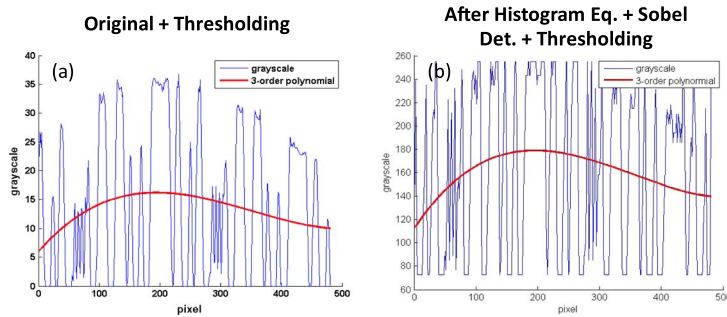 Original + Thresholding
After Histogram Eq. + Sobel
Det. + Thresholding
(a)
grayscale
3-order polynomial
40
35
30
25
20
15
10
5
0
grayscale
0 100 200 300 400 500
pixel
(b)
grayscale
3-order polynomrial
260
240
220
200
180
160
140
120
100
80
60
grayscale
0 100 200 300 400 500
pixel